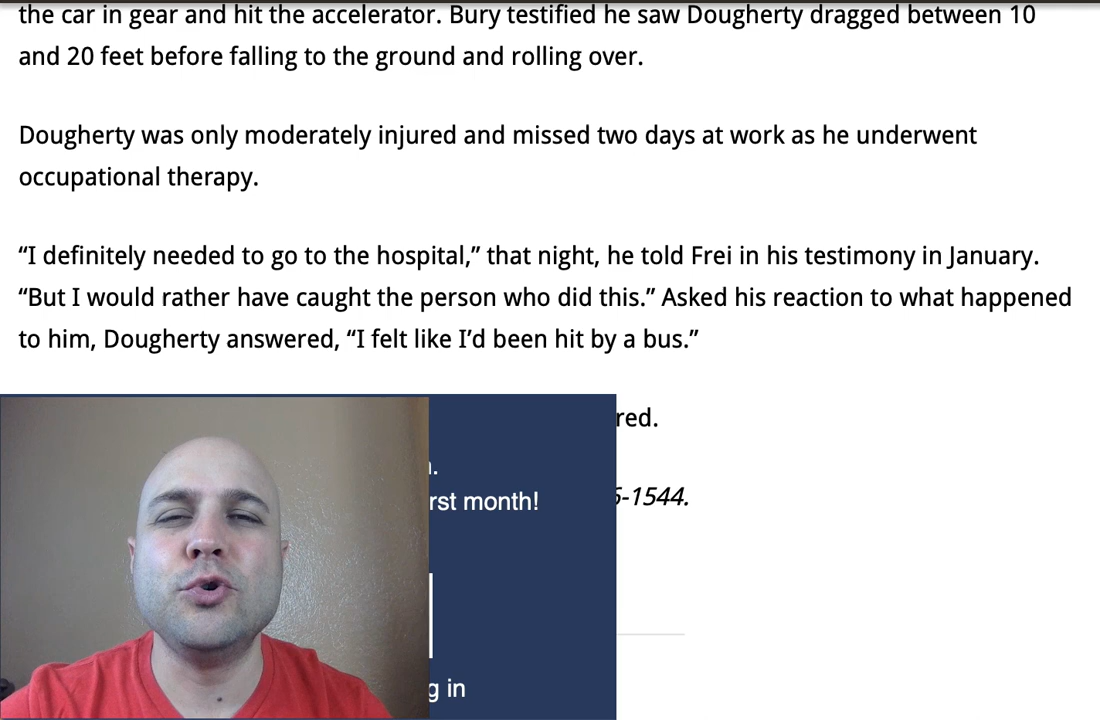 the car in gear and hit the accelerator. Bury testified he saw Dougherty dragged between 10
and 20 feet before falling to the ground and rolling over.
Dougherty was only moderately injured and missed two days at work as he underwent
occupational therapy.
“I definitely needed to go to the hospital,” that night, he told Frei in his testimony in January.
“But I would rather have caught the person who did this.” Asked his reaction to what happened
to him, Dougherty answered, “I felt like I’d been hit by a bus.”
red.
rst month!
-1544.
g in